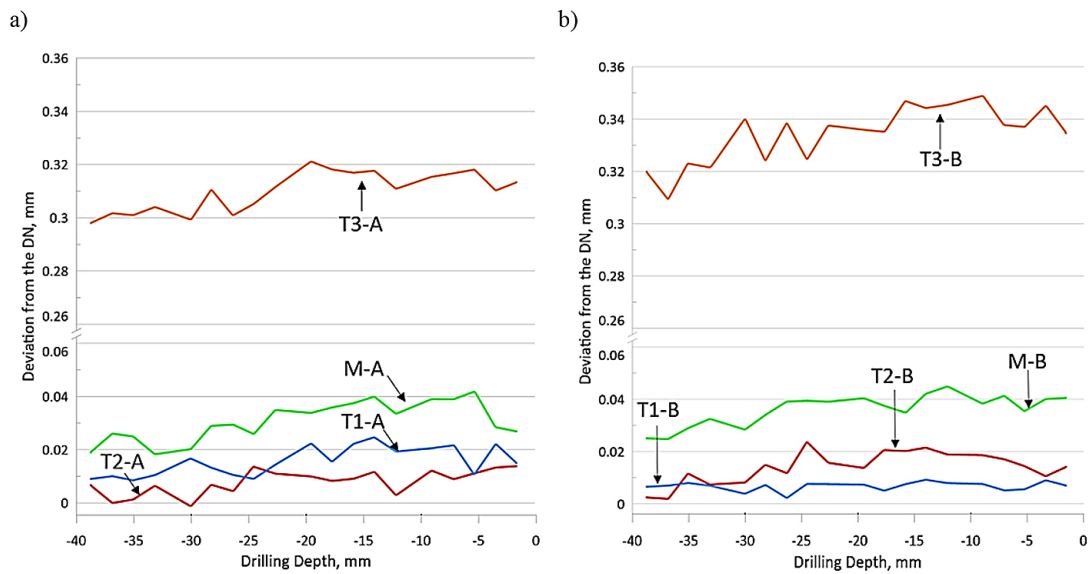 a)
0.36
0.34
0.32
0.3
0.28
0.26
0.06
0.04
0.02
0
Deviation from the DN, mm
T3-A
M-A
T1-A
T2-A
-40 -35 -30 -25 -20 -15 -10 -5 0
Drilling Depth, mm
b)
0.36
0.34
0.32
0.3
0.28
0.26
0.06
0.04
0.02
0
Deviation from the DN, mm
T3-B
M-B
T2-B
T1-B
-40 -35 -30 -25 -20 -15 -10 -5 0
Drilling Depth, mm